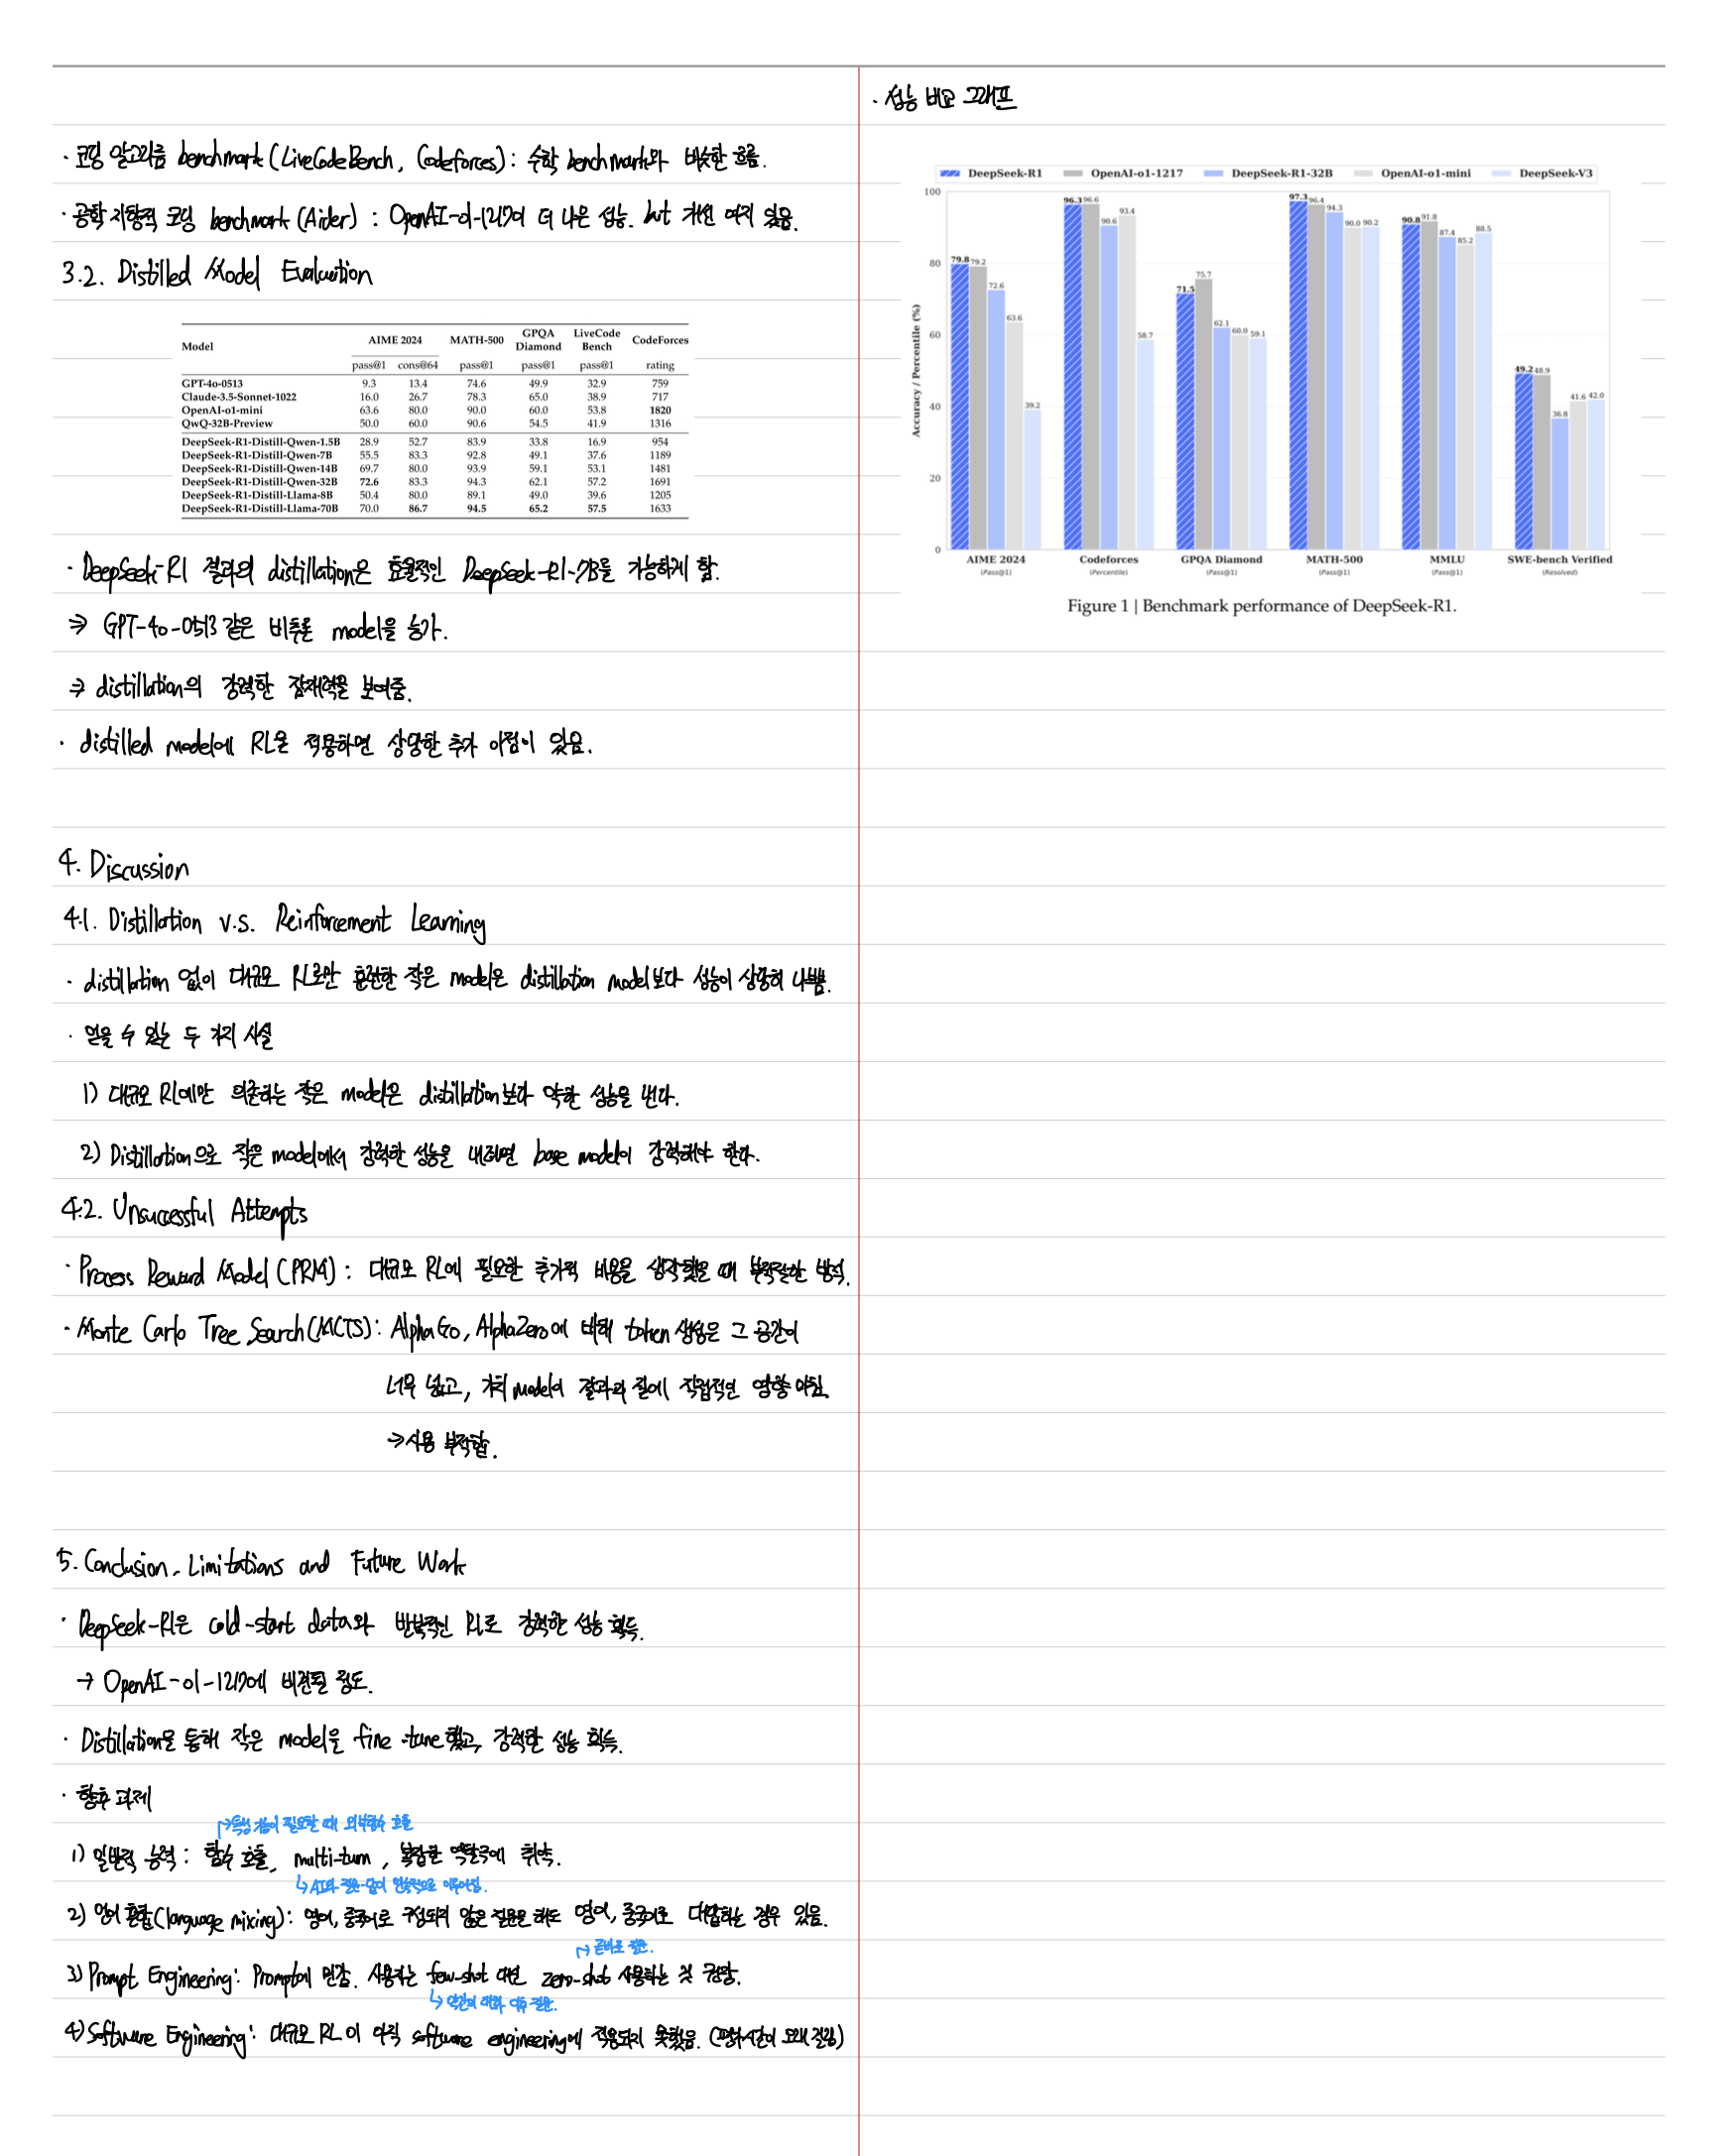 · 코딩 알고리즘 benchmark (LiveCodeBench, Codeforces) : 수학 benchmark와 비슷한 흐름.
· 공학 지향적 코딩 benchmark (Aider) : OpenAI-o1-1217이 더 나은 성능. but 개선 여지 있음.
3.2. Distilled Model Evaluation
Model AIME 2024 MATH-500 GPQA Diamond LiveCode Bench CodeForces
pass@1 cons@64 pass@1 pass@1 pass@1 rating
GPT-4o-0513 9.3 13.4 74.6 49.9 32.9 759
Claude-3.5-Sonnet-1022 16.0 26.7 78.3 65.0 38.9 717
OpenAI-o1-mini 63.6 80.0 90.0 60.0 53.8 1820
QwQ-32B-Preview 50.0 60.0 90.6 54.5 41.9 1316
DeepSeek-R1-Distill-Qwen-1.5B 28.9 52.7 83.9 33.8 16.9 954
DeepSeek-R1-Distill-Qwen-7B 55.5 83.3 92.8 49.1 37.6 1189
DeepSeek-R1-Distill-Qwen-14B 69.7 80.0 93.9 59.1 53.1 1481
DeepSeek-R1-Distill-Qwen-32B 72.6 83.3 94.3 62.1 57.2 1691
DeepSeek-R1-Distill-Llama-8B 50.4 80.0 89.1 49.0 39.6 1205
DeepSeek-R1-Distill-Llama-70B 70.0 86.7 94.5 65.2 57.5 1633
· DeepSeek-R1 결과의 distillation은 효율적인 DeepSeek-R1-7B를 가능하게 함.
⇒ GPT-4o-0513 같은 비추론 model을 능가.
⇒ distillation의 강력한 잠재력을 보여줌.
· distilled model에 RL을 적용하면 상당한 추가 이점이 있음.
4. Discussion
4.1. Distillation v.s. Reinforcement Learning
· distillation 없이 대규모 RL로만 훈련한 작은 model은 distillation model보다 성능이 상당히 나쁨.
· 얻을 수 있는 두 가지 사실
1) 대규모 RL에만 의존하는 작은 model은 distillation보다 약한 성능을 낸다.
2) Distillation으로 작은 model에서 강력한 성능을 내려면 base model이 강력해야 한다.
4.2. Unsuccessful Attempts
· Process Reward Model (PRM) : 대규모 RL에 필요한 추가적 비용을 생각했을 때 부적절한 방식.
· Monte Carlo Tree Search (MCTS) : AlphaGo, AlphaZero에 비해 token 생성은 그 공간이
너무 넓고, 가치 model이 결과의 질에 직접적인 영향 미침.
→ 사용 부적합.
5. Conclusion, Limitations and Future Work
· DeepSeek-R1은 cold-start data와 반복적인 RL로 강력한 성능 획득.
→ OpenAI-o1-1217에 비견될 정도.
· Distillation을 통해 작은 model을 fine-tune했고, 강력한 성능 획득.
· 향후 과제
↱ 특정 기능이 필요할 때 외부함수 호출
1) 일반적 능력 : 함수 호출, multi-turn, 복잡한 역할극에 취약.
↳ AI와 질문-답이 연속적으로 이루어짐.
2) 언어 혼합(language mixing) : 영어, 중국어로 구성되지 않은 질문을 해도 영어, 중국어로 대답하는 경우 있음.
↱ 곧바로 질문.
3) Prompt Engineering : Prompt에 민감. 사용자는 few-shot 대신 zero-shot 사용하는 것 권장.
↳ 약간의 대화 이후 질문.
4) Software Engineering : 대규모 RL이 아직 software engineering에 적용되지 못했음. (평가시간이 오래 걸림)
· 성능 비교 그래프
DeepSeek-R1 OpenAI-o1-1217 DeepSeek-R1-32B OpenAI-o1-mini DeepSeek-V3
Accuracy / Percentile (%)
100
80
60
40
20
0
79.8 79.2 72.6 63.6 39.2
96.3 96.6 90.6 93.4 58.7
71.5 75.7 62.1 60.0 59.1
97.3 96.4 94.3 90.0 90.2
90.8 91.8 87.4 85.2 88.5
49.2 48.9 36.8 41.6 42.0
AIME 2024 Codeforces GPQA Diamond MATH-500 MMLU SWE-bench Verified
(Pass@1) (Percentile) (Pass@1) (Pass@1) (Pass@1) (Resolved)
Figure 1 | Benchmark performance of DeepSeek-R1.